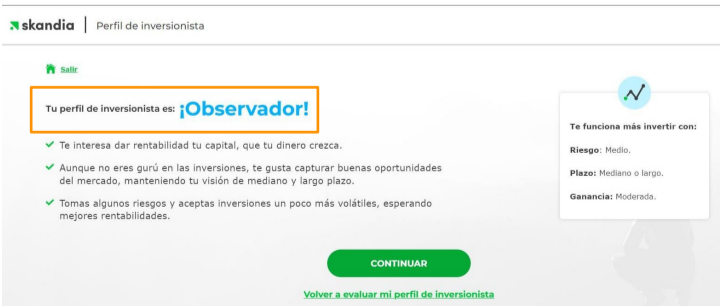 skandia | Perfil de inversionista
Salir
Tu perfil de inversionista es: ¡Observador!
Te interesa dar rentabilidad tu capital, que tu dinero crezca.
Aunque no eres gurú en las inversiones, te gusta capturar buenas oportunidades
del mercado, manteniendo tu visión de mediano y largo plazo.
Tomas algunos riesgos y aceptas inversiones un poco más volátiles, esperando
mejores rentabilidades.
Te funciona más invertir con:
Riesgo: Medio.
Plazo: Mediano o largo.
Ganancia: Moderada.
CONTINUAR
Volver a evaluar mi perfil de inversionista